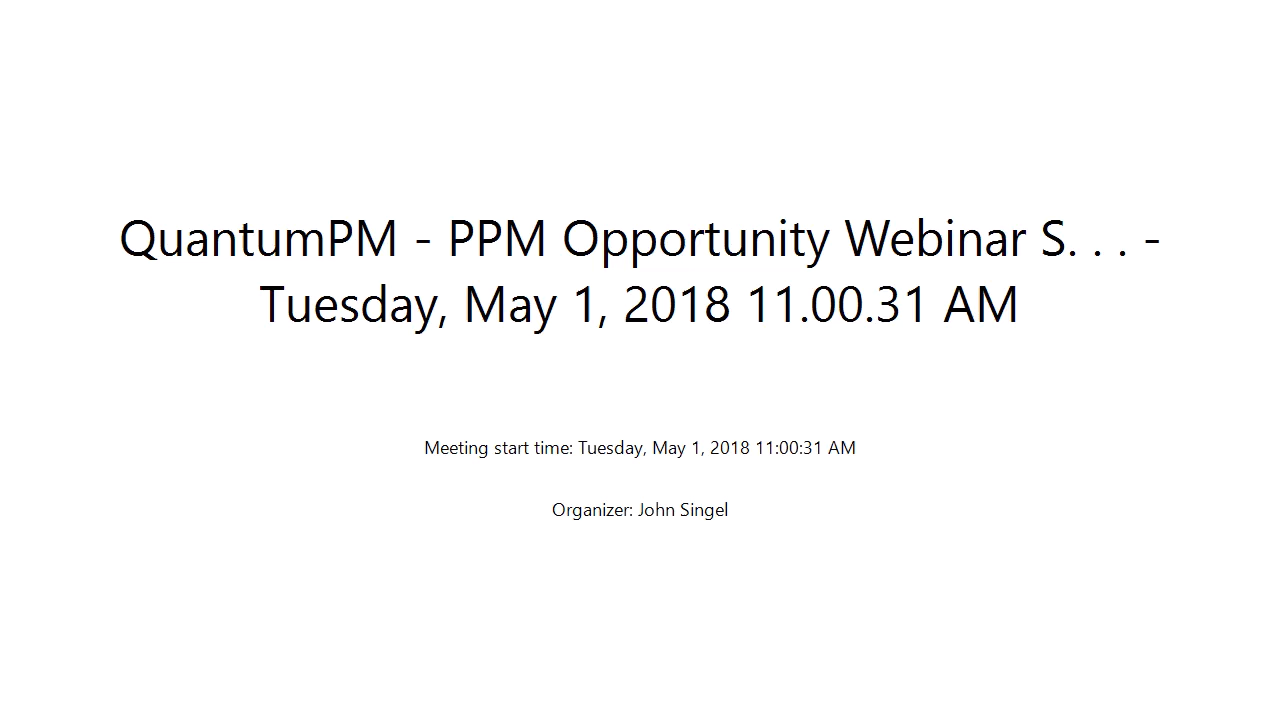 QuantumPM - PPM Opportunity Webinar S. . . -
Tuesday, May 1, 2018 11.00.31 AM
Meeting start time: Tuesday, May 1, 2018 11:00:31 AM
Organizer: John Singel